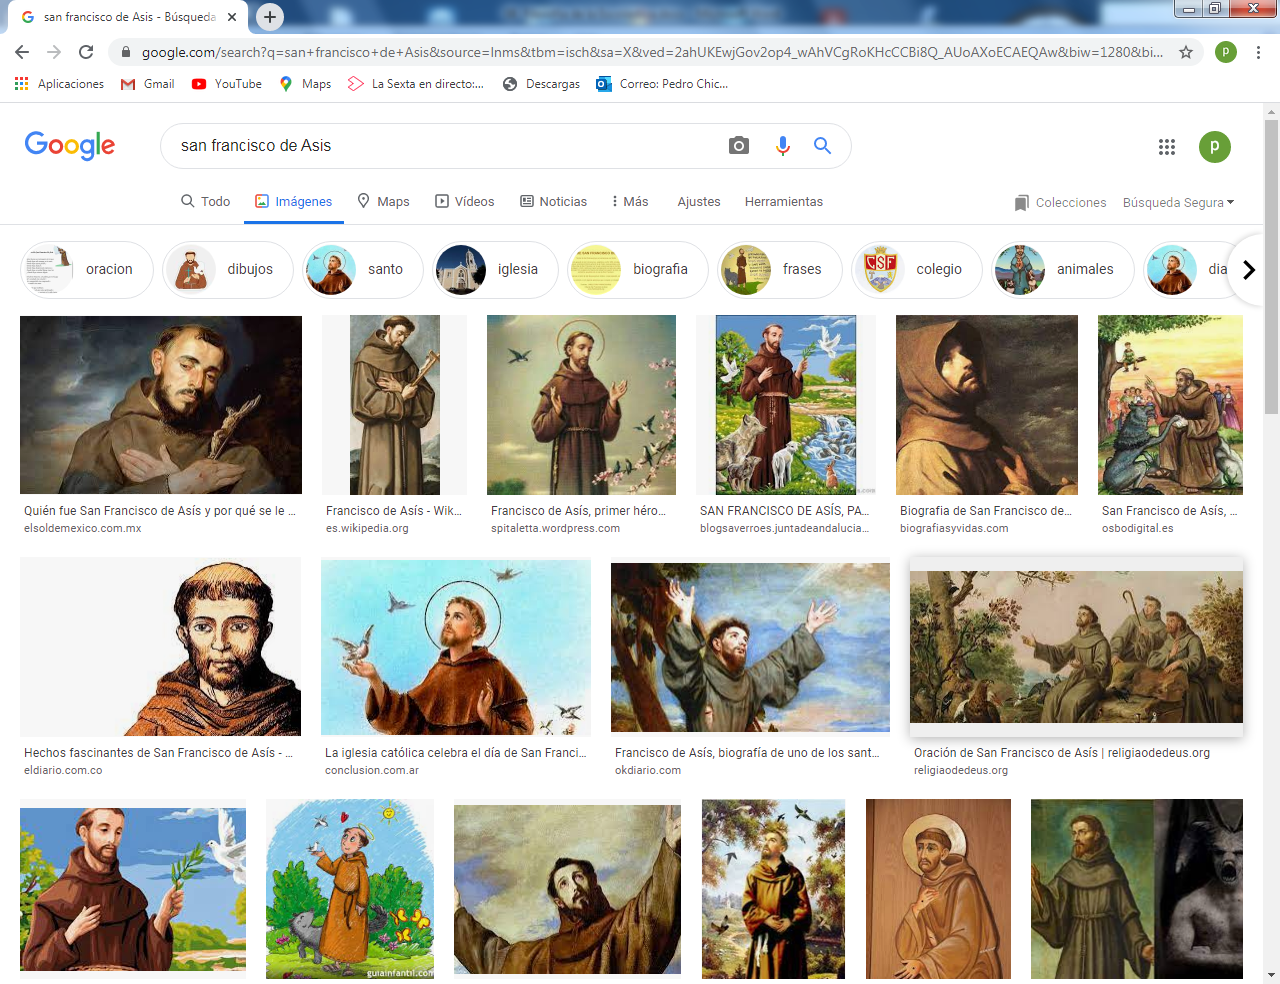 san francisco de Asis - Búsqueda
google.com/search?q=san+francisco+de+Asis&source=lnms&tbm=isch&sa=X&ved=2ahUKEwjGov2op4_wAhVCgRoKHcCCBi8Q_AUoAXoECAEQAw&biw=1280&bi...
p
Aplicaciones Gmail YouTube Maps La Sexta en directo:... Descargas Correo: Pedro Chic...
Google
san francisco de Asis
p
Todo Imágenes Maps Vídeos Noticias Más Ajustes Herramientas Colecciones Búsqueda Segura
oracion dibujos santo iglesia biografia frases CSF colegio animales dia
Quién fue San Francisco de Asís y por qué se le ...
elsoldemexico.com.mx
Francisco de Asís - Wik...
es.wikipedia.org
Francisco de Asís, primer héro...
spitaletta.wordpress.com
SAN FRANCISCO DE ASÍS, PA...
blogsaverroes.juntadeandalucia...
Biografia de San Francisco de...
biografiasyvidas.com
San Francisco de Asís, ...
osbodigital.es
Hechos fascinantes de San Francisco de Asís - ...
eldiario.com.co
La iglesia católica celebra el día de San Franci...
conclusion.com.ar
Francisco de Asís, biografía de uno de los sant...
okdiario.com
Oración de San Francisco de Asís | religiaodedeus.org
religiaodedeus.org
guiainfantil.com